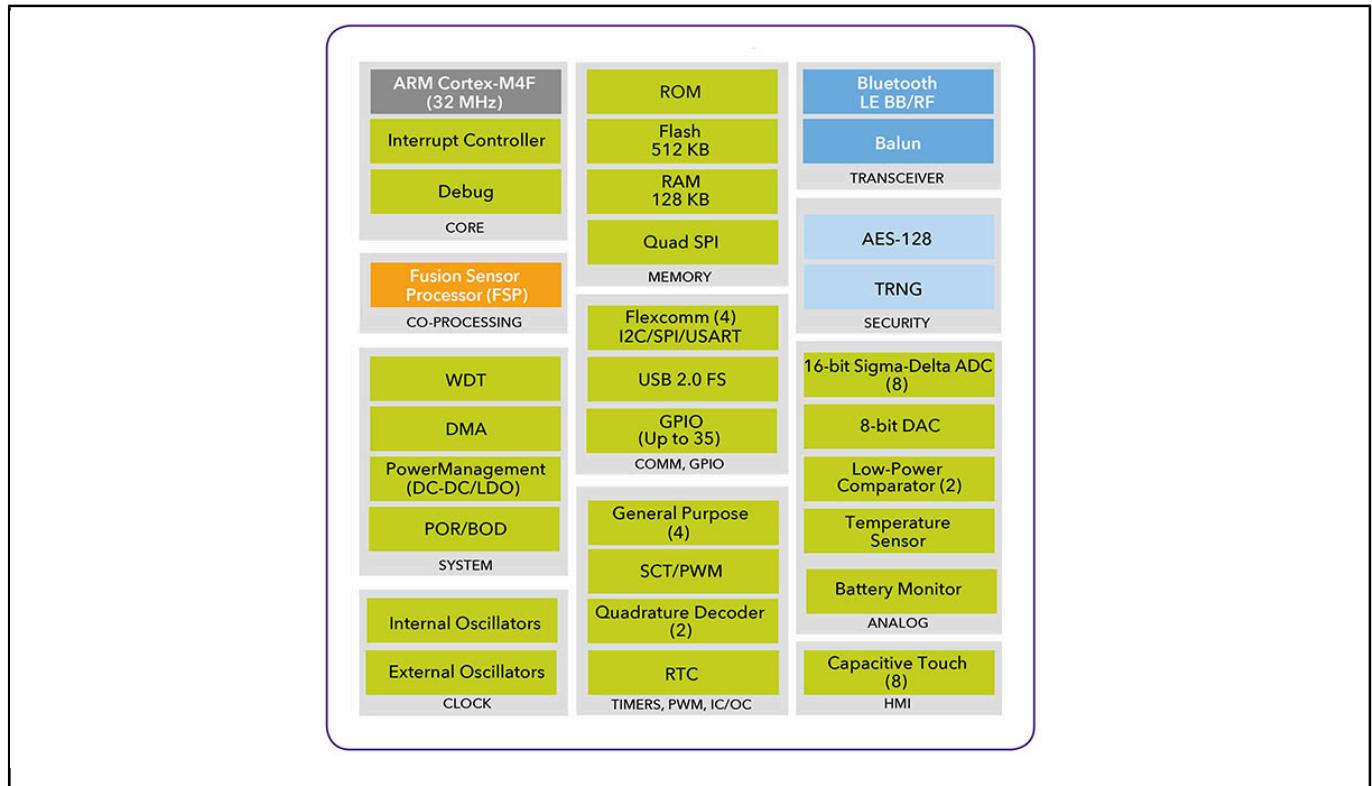 ARM Cortex-M4F
(32 MHz)
Interrupt Controller
Debug
CORE
Fusion Sensor
Processor (FSP)
CO-PROCESSING
WDT
DMA
PowerManagement
(DC-DC/LDO)
POR/BOD
SYSTEM
Internal Oscillators
External Oscillators
CLOCK
ROM
Flash
512 KB
RAM
128 KB
Quad SPI
MEMORY
Flexcomm (4)
I2C/SPI/USART
USB 2.0 FS
GPIO
(Up to 35)
COMM, GPIO
General Purpose
(4)
SCT/PWM
Quadrature Decoder
(2)
RTC
TIMERS, PWM, IC/OC
Bluetooth
LE BB/RF
Balun
TRANSCEIVER
AES-128
TRNG
SECURITY
16-bit Sigma-Delta ADC
(8)
8-bit DAC
Low-Power
Comparator (2)
Temperature
Sensor
Battery Monitor
ANALOG
Capacitive Touch
(8)
HMI